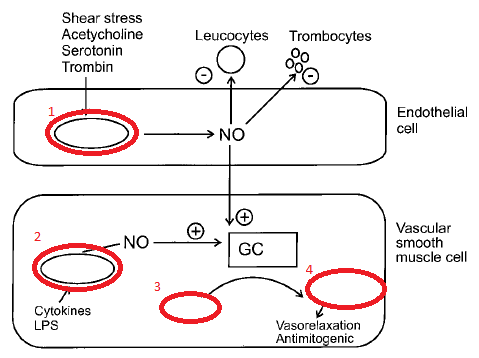 Shear stress
Acetycholine
Serotonin
Trombin
Leucocytes
Trombocytes
−
−
1
NO
Endothelial
cell
+
2
NO
+
GC
Vascular
smooth
muscle cell
3
4
Cytokines
LPS
Vasorelaxation
Antimitogenic